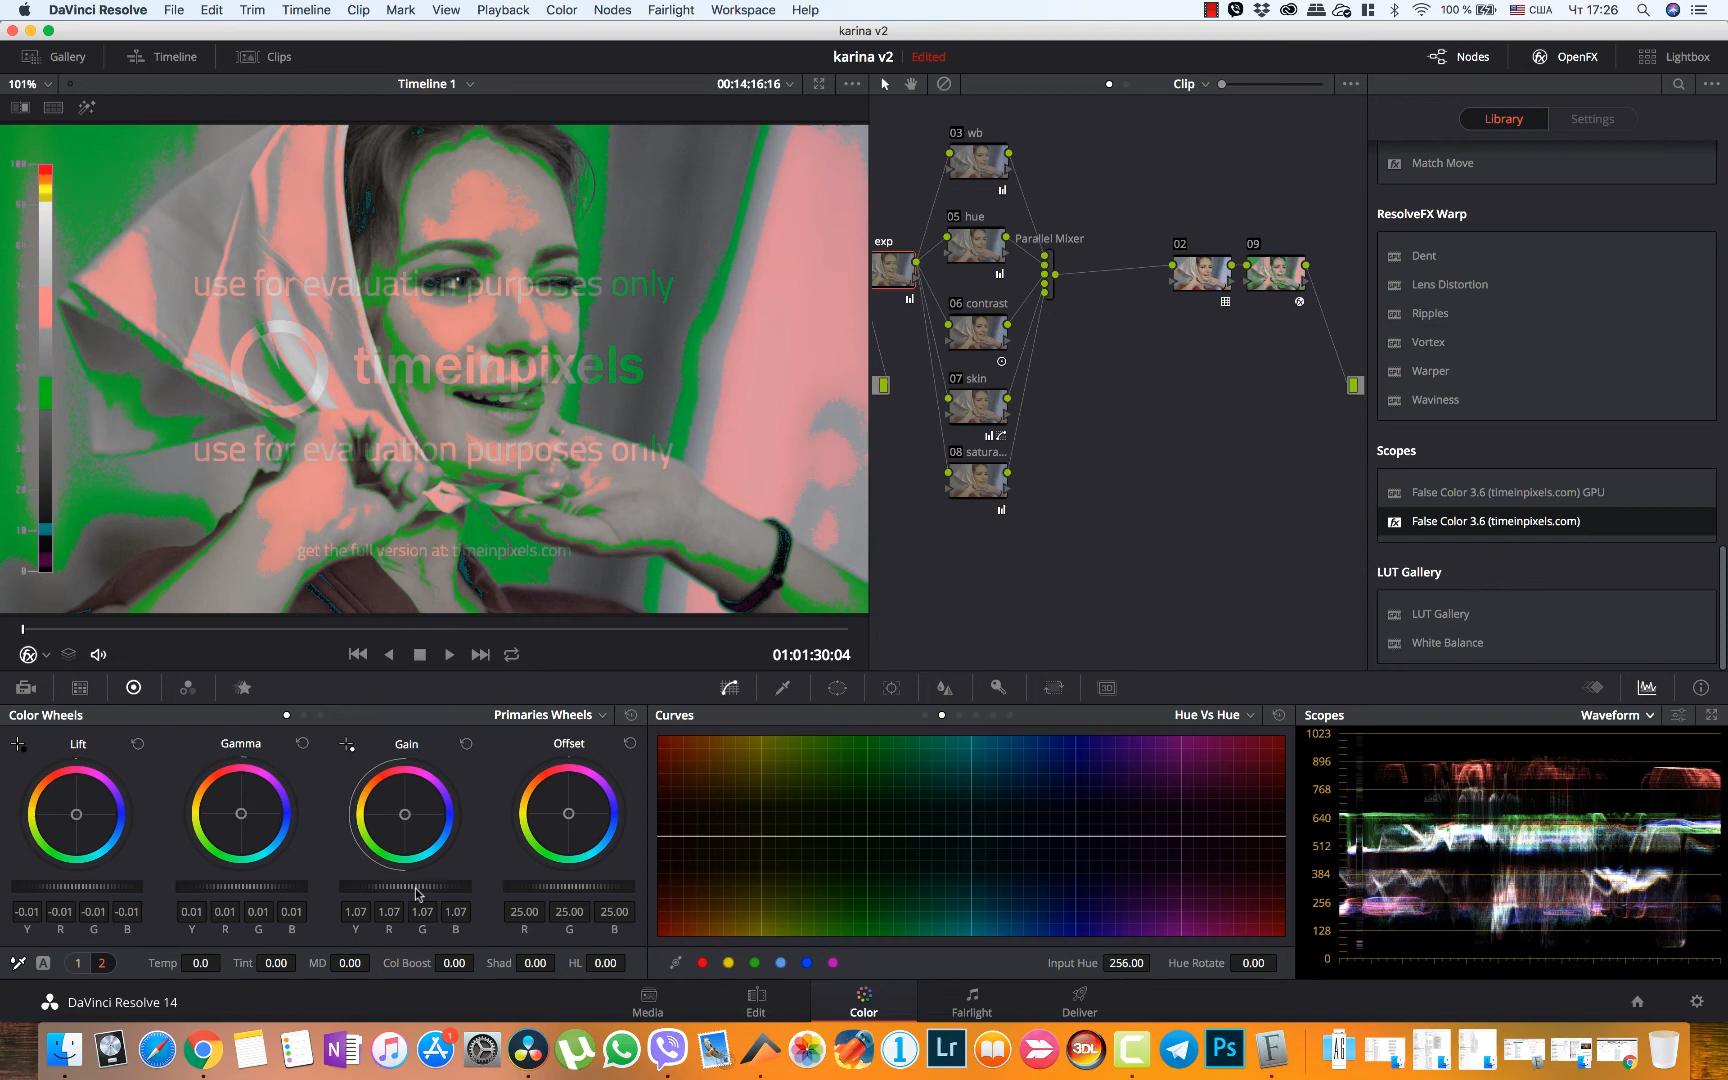 DaVinci Resolve File Edit Trim Timeline Clip Mark View Playback Color Nodes Fairlight Workspace Help 100 % США Чт 17:26
karina v2
Gallery Timeline Clips karina v2 Edited Nodes OpenFX Lightbox
101% Timeline 1 00:14:16:16 Clip
Library Settings
Match Move
ResolveFX Warp
Dent
Lens Distortion
Ripples
Vortex
Warper
Waviness
Scopes
False Color 3.6 (timeinpixels.com) GPU
False Color 3.6 (timeinpixels.com)
LUT Gallery
LUT Gallery
White Balance
03 wb
05 hue
exp
Parallel Mixer
02
09
06 contrast
07 skin
08 satura...
use for evaluation purposes only
timeinpixels
use for evaluation purposes only
get the full version at: timeinpixels.com
01:01:30:04
Color Wheels Primaries Wheels
Lift Gamma Gain Offset
-0.01 -0.01 -0.01 -0.01 0.01 0.01 0.01 0.01 1.07 1.07 1.07 1.07 25.00 25.00 25.00
Y R G B Y R G B Y R G B R G B
A 1 2 Temp 0.0 Tint 0.00 MD 0.00 Col Boost 0.00 Shad 0.00 HL 0.00
Curves Hue Vs Hue
Input Hue 256.00 Hue Rotate 0.00
Scopes Waveform
1023
896
768
640
512
384
256
128
0
DaVinci Resolve 14
Media Edit Color Fairlight Deliver
N 1 Lr 3DL Ps F